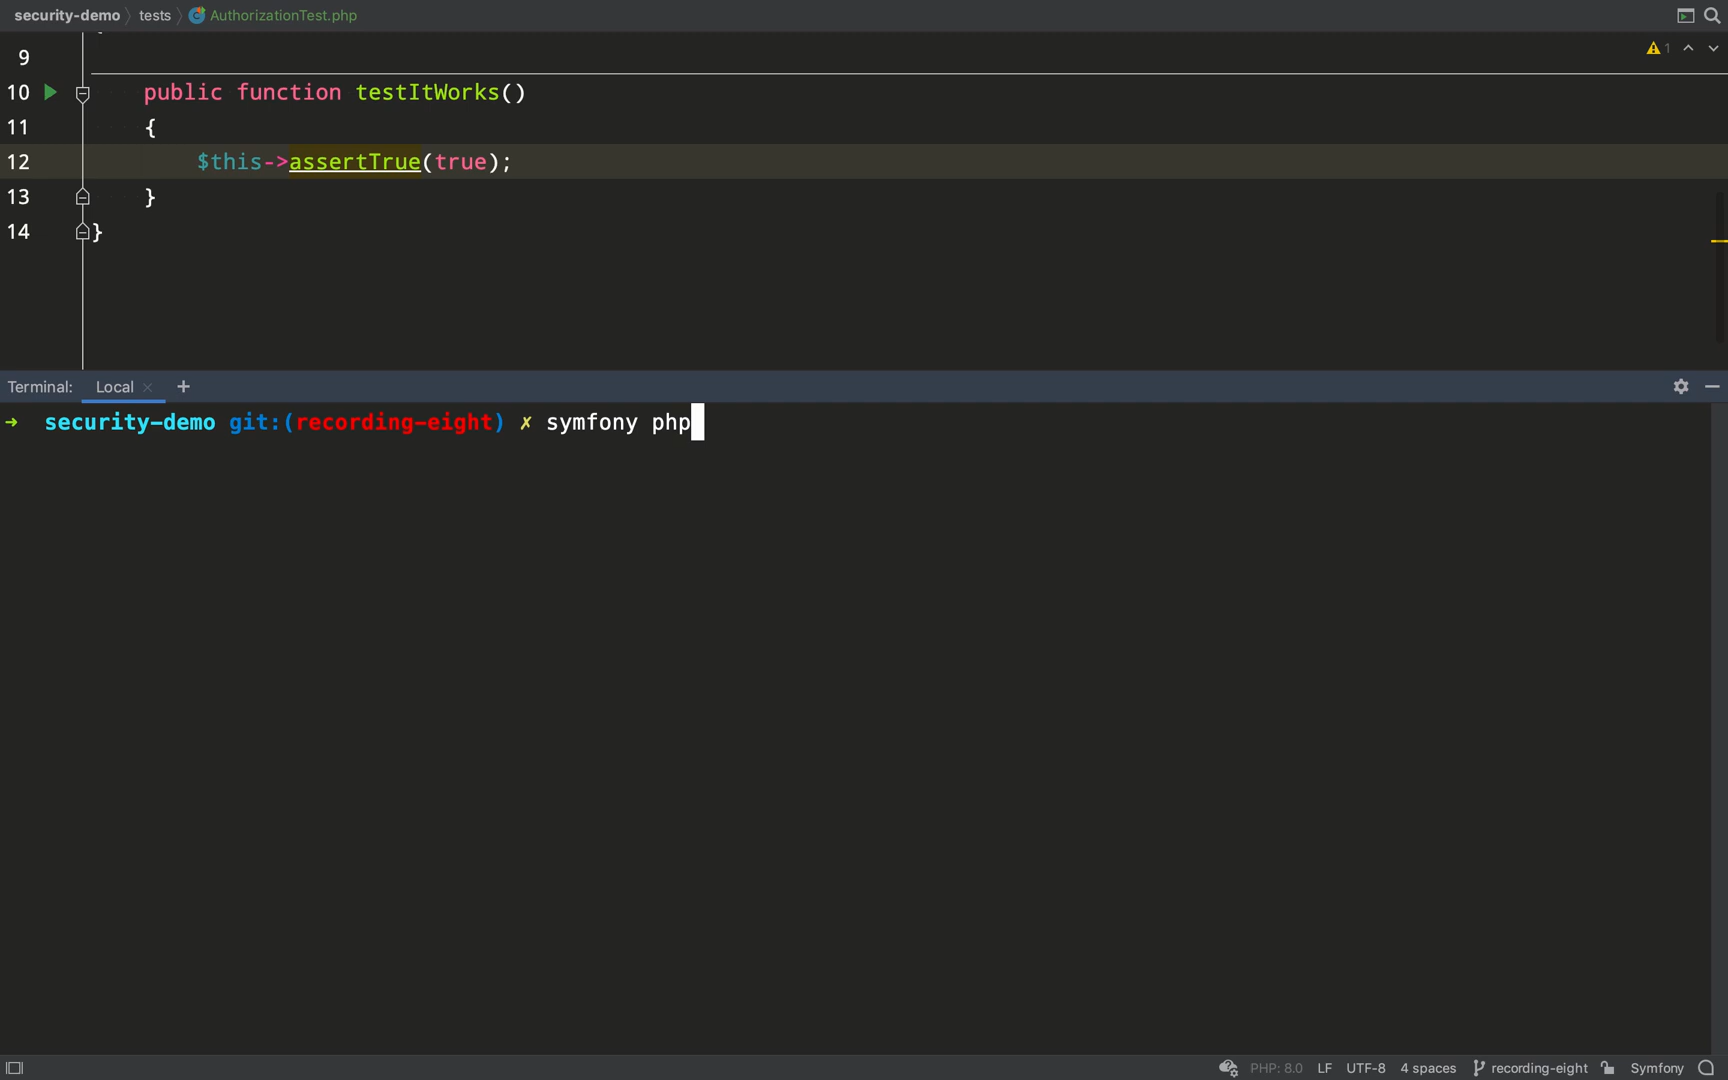 security-demo tests AuthorizationTest.php
9
1
10 public function testItWorks()
11 {
12 $this->assertTrue(true);
13 }
14 }
Terminal: Local × +
→ security-demo git:(recording-eight) ✗ symfony php
PHP: 8.0 LF UTF-8 4 spaces recording-eight Symfony